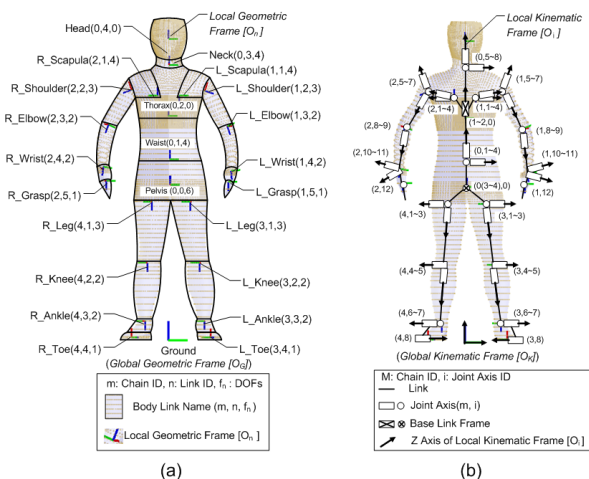 Local Geometric
Frame [On]
Head(0,4,0)
Neck(0,3,4)
R_Scapula(2,1,4)
L_Scapula(1,1,4)
R_Shoulder(2,2,3)
L_Shoulder(1,2,3)
Thorax(0,2,0)
R_Elbow(2,3,2)
L_Elbow(1,3,2)
Waist(0,1,4)
R_Wrist(2,4,2)
L_Wrist(1,4,2)
R_Grasp(2,5,1)
L_Grasp(1,5,1)
Pelvis (0,0,6)
R_Leg(4,1,3)
L_Leg(3,1,3)
R_Knee(4,2,2)
L_Knee(3,2,2)
R_Ankle(4,3,2)
L_Ankle(3,3,2)
R_Toe(4,4,1)
Ground
L_Toe(3,4,1)
(Global Geometric Frame [OG])
m: Chain ID, n: Link ID, fn : DOFs
Body Link Name (m, n, fn )
Local Geometric Frame [On ]
(a)
Local Kinematic
Frame [Oi ]
(0,5~8)
(2,5~7)
(1,5~7)
(2,1~4)
(1,1~4)
(1~2,0)
(2,8~9)
(1,8~9)
(0,1~4)
(2,10~11)
(1,10~11)
(2,12)
(1,12)
(0(3~4),0)
(4,1~3)
(3,1~3)
(4,4~5)
(3,4~5)
(4,6~7)
(3,6~7)
(4,8)
(3,8)
(Global Kinematic Frame [OK])
M: Chain ID, i: Joint Axis ID
Link
Joint Axis(m, i)
Base Link Frame
Z Axis of Local Kinematic Frame [Oi ]
(b)